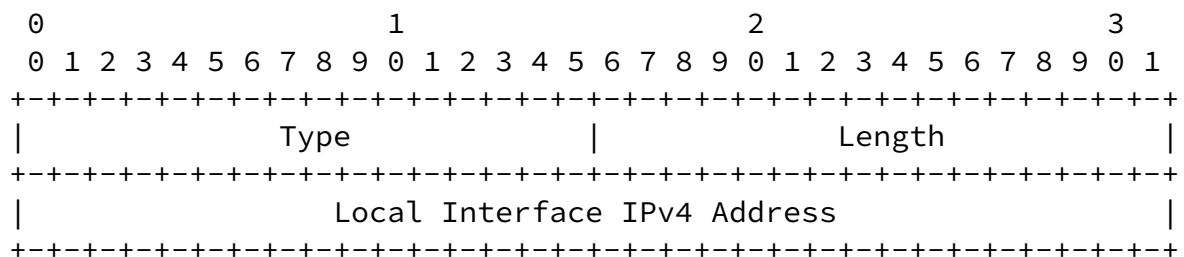 0                   1                   2                   3
 0 1 2 3 4 5 6 7 8 9 0 1 2 3 4 5 6 7 8 9 0 1 2 3 4 5 6 7 8 9 0 1
+-+-+-+-+-+-+-+-+-+-+-+-+-+-+-+-+-+-+-+-+-+-+-+-+-+-+-+-+-+-+-+-+
|              Type             |             Length            |
+-+-+-+-+-+-+-+-+-+-+-+-+-+-+-+-+-+-+-+-+-+-+-+-+-+-+-+-+-+-+-+-+
|                 Local Interface IPv4 Address                  |
+-+-+-+-+-+-+-+-+-+-+-+-+-+-+-+-+-+-+-+-+-+-+-+-+-+-+-+-+-+-+-+-+